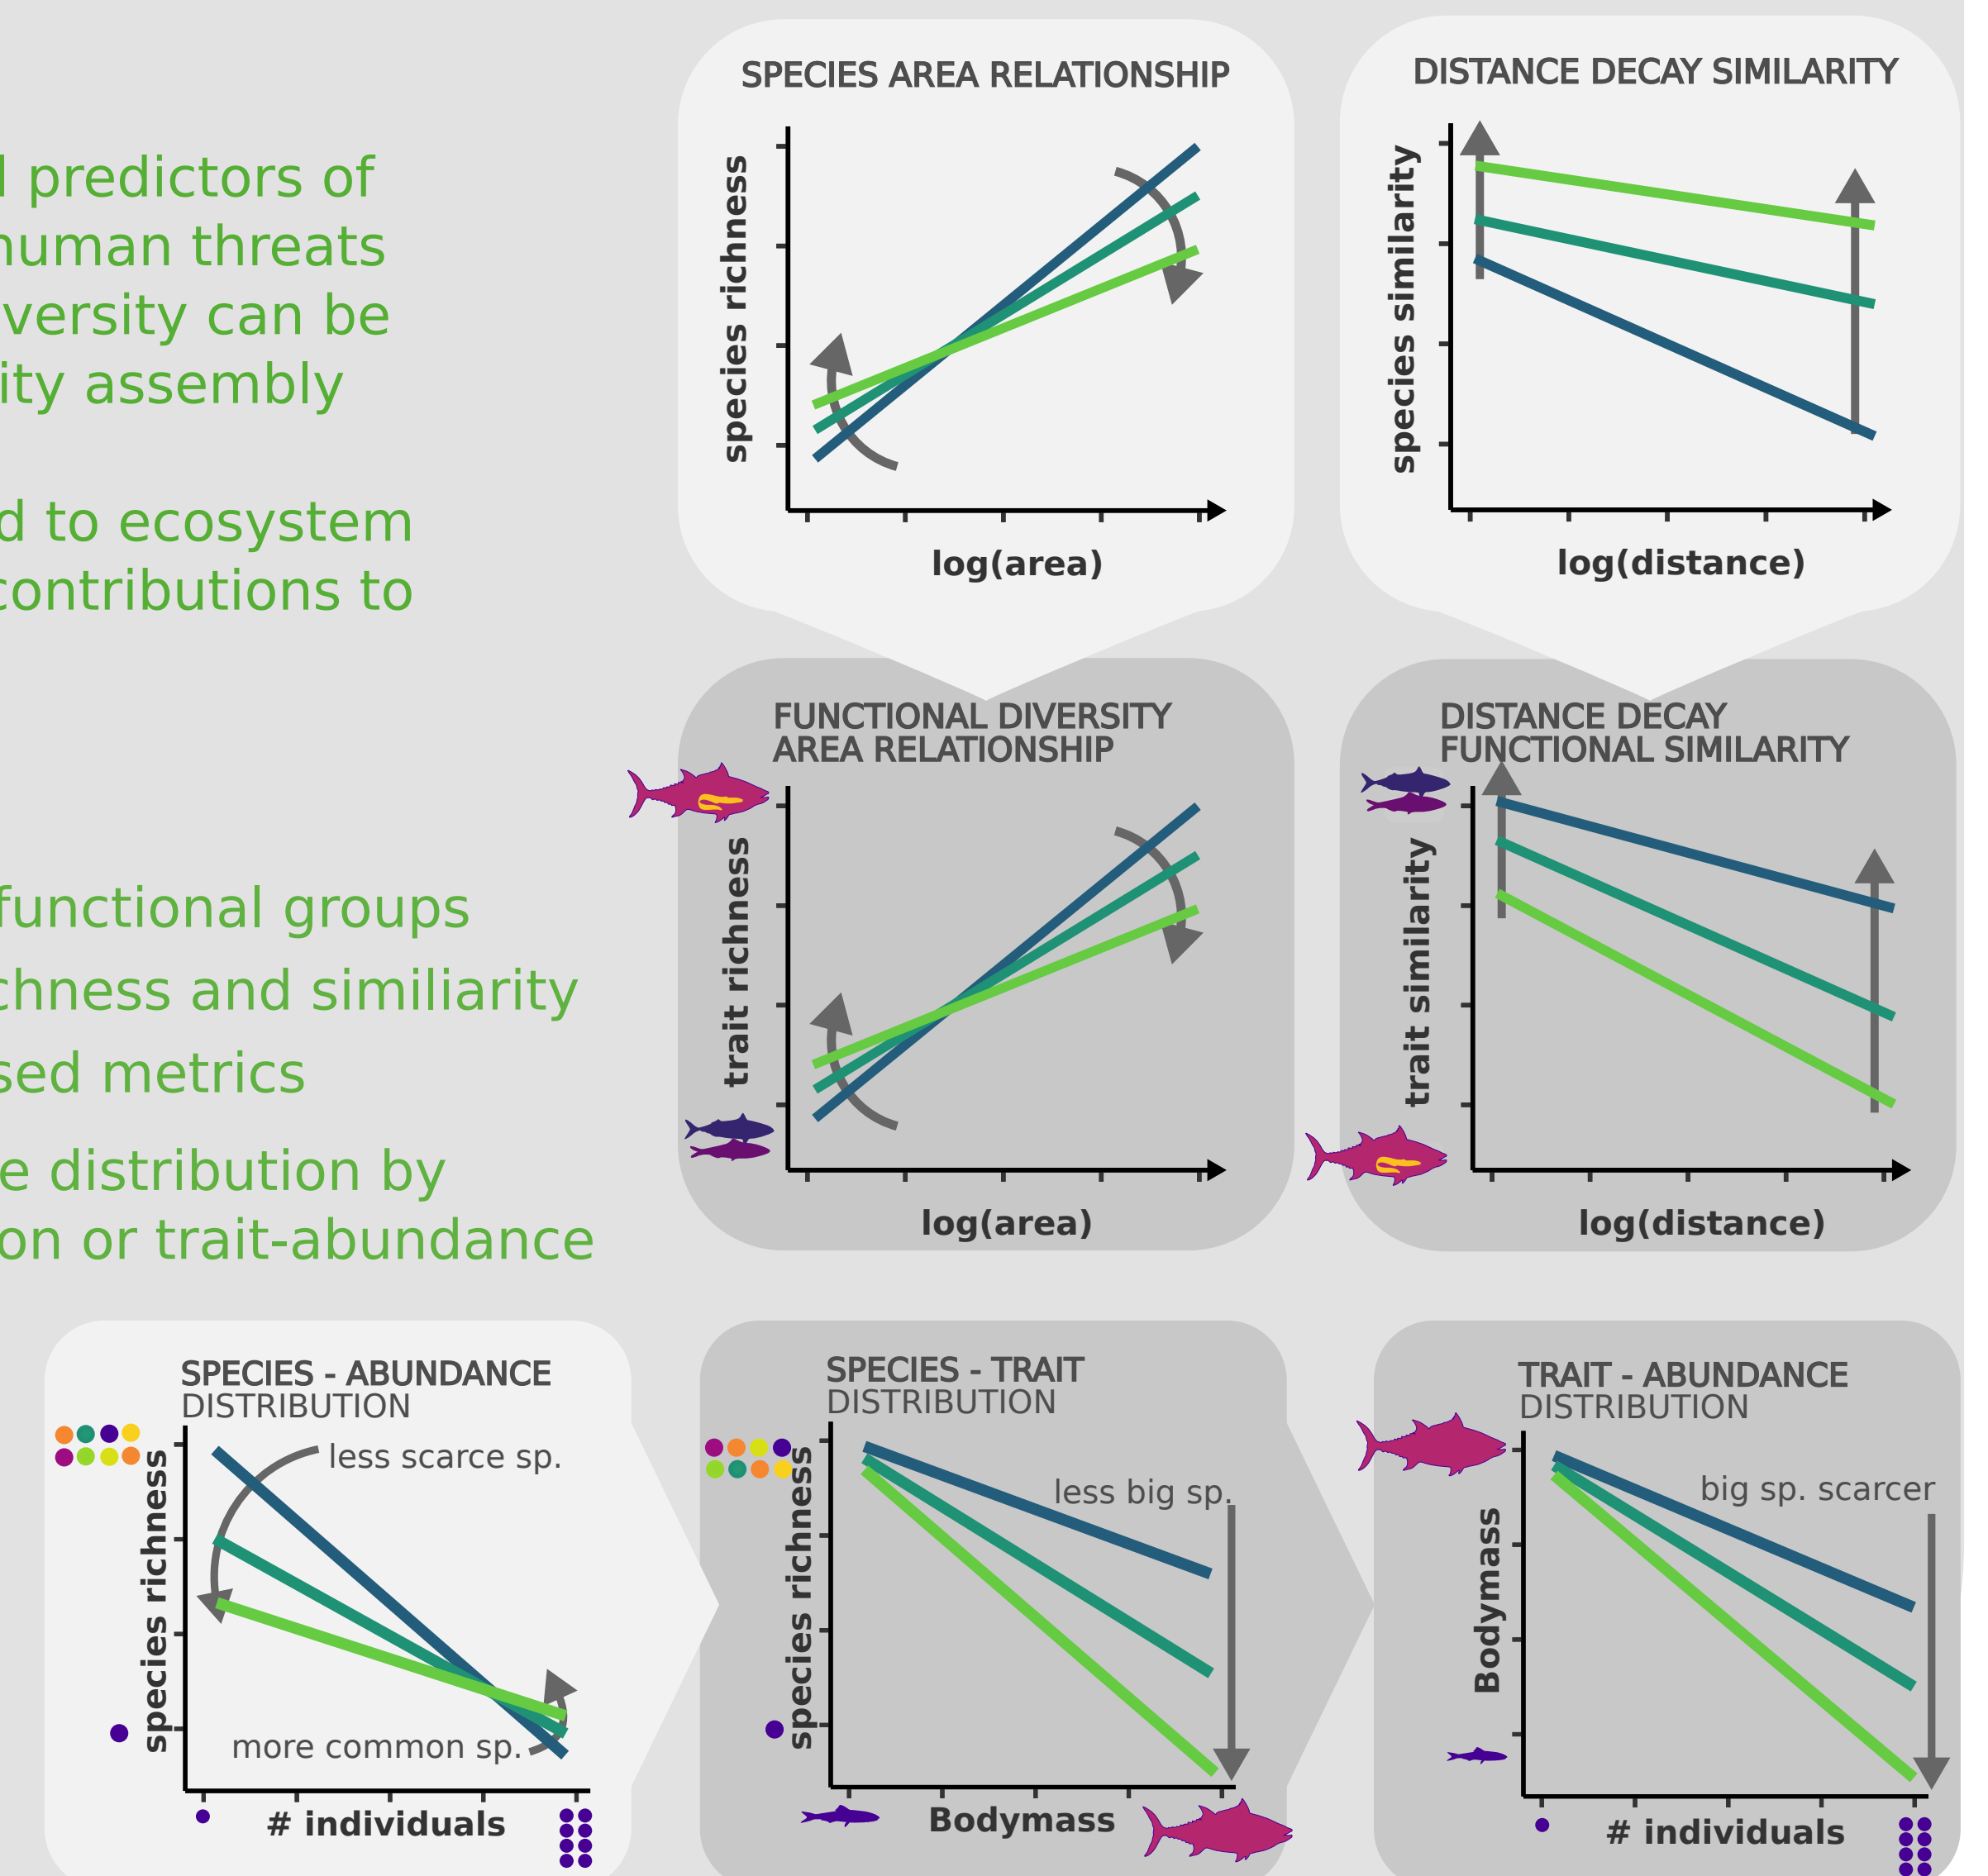 predictors of
human threats
versity can be
ity assembly
d to ecosystem
contributions to
functional groups
chness and similiarity
sed metrics
e distribution by
on or trait-abundance
SPECIES AREA RELATIONSHIP
species richness
log(area)
DISTANCE DECAY SIMILARITY
species similarity
log(distance)
FUNCTIONAL DIVERSITY
AREA RELATIONSHIP
trait richness
log(area)
DISTANCE DECAY
FUNCTIONAL SIMILARITY
trait similarity
log(distance)
SPECIES - ABUNDANCE
DISTRIBUTION
less scarce sp.
species richness
more common sp.
# individuals
SPECIES - TRAIT
DISTRIBUTION
less big sp.
species richness
Bodymass
TRAIT - ABUNDANCE
DISTRIBUTION
big sp. scarcer
Bodymass
# individuals